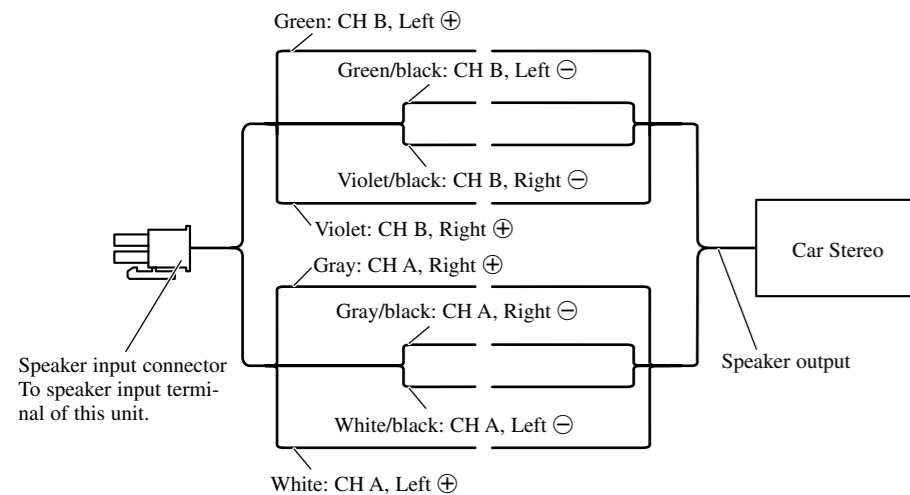 Green: CH B, Left ⊕
Green/black: CH B, Left ⊖
Violet/black: CH B, Right ⊖
Violet: CH B, Right ⊕
Gray: CH A, Right ⊕
Car Stereo
Gray/black: CH A, Right ⊖
Speaker input connector
To speaker input termi-
nal of this unit.
Speaker output
White/black: CH A, Left ⊖
White: CH A, Left ⊕